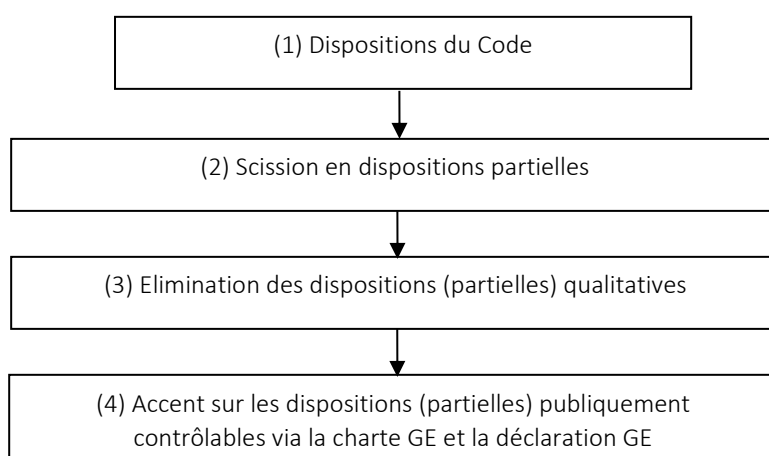 (1) Dispositions du Code
(2) Scission en dispositions partielles
(3) Elimination des dispositions (partielles) qualitatives
(4) Accent sur les dispositions (partielles) publiquement
contrôlables via la charte GE et la déclaration GE